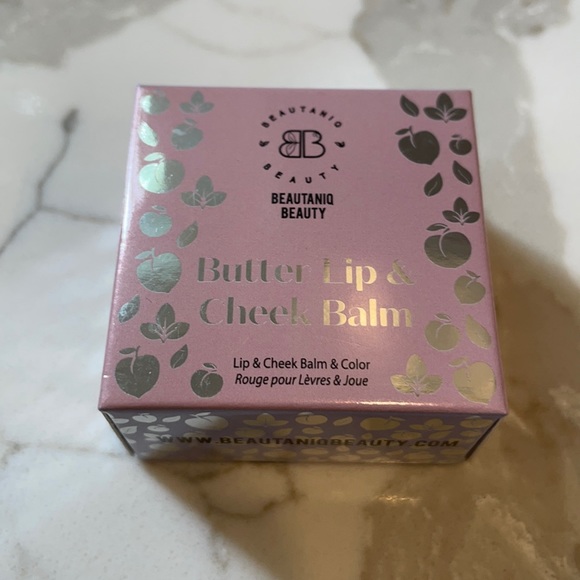 BEAUTANIQ
BB
BEAUTY
BEAUTANIQ
BEAUTY
Butter Lip &
Cheek Balm
Lip & Cheek Balm & Color
Rouge pour Lèvres & Joue
WWW.BEAUTANIQBEAUTY.COM